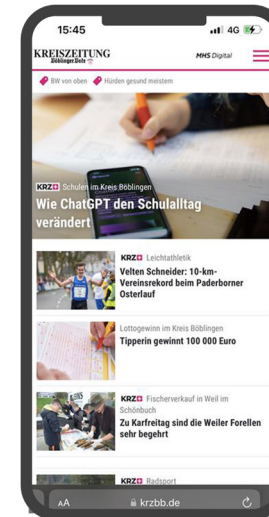 15:45
4G
KREISZEITUNG
Böblinger Bote
MHS Digital
BW von oben
Hürden gesund meistern
KRZ+ Schulen im Kreis Böblingen
Wie ChatGPT den Schulalltag
verändert
KRZ+ Leichtathletik
Velten Schneider: 10-km-
Vereinsrekord beim Paderborner
Osterlauf
Lottogewinn im Kreis Böblingen
Tipperin gewinnt 100 000 Euro
KRZ+ Fischerverkauf in Weil im
Schönbuch
Zu Karfreitag sind die Weiler Forellen
sehr begehrt
KRZ+ Radsport
AA
krzbb.de